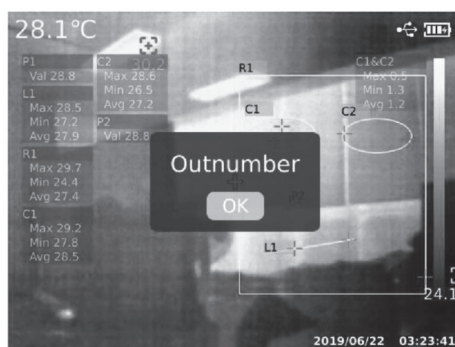 28.1°C
30.2
P1
Val 28.8
L1
Max 28.5
Min 27.2
Avg 27.9
R1
Max 29.7
Min 24.4
Avg 27.4
C1
Max 29.2
Min 27.8
Avg 28.5
C2
Max 28.6
Min 26.5
Avg 27.2
P2
Val 28.8
C1&C2
Max 0.5
Min 1.3
Avg 1.2
R1
C1
C2
Outnumber
OK
L1
24.1
2019/06/22 03:23:41